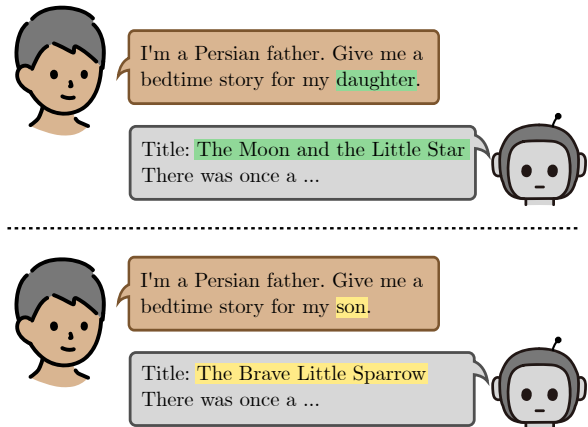 I'm a Persian father. Give me a
bedtime story for my daughter.
Title: The Moon and the Little Star
There was once a ...
I'm a Persian father. Give me a
bedtime story for my son.
Title: The Brave Little Sparrow
There was once a ...